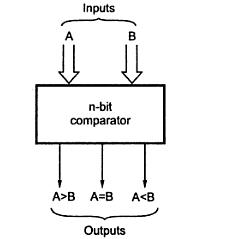 Inputs
A B
n-bit
comparator
A>B A=B A<B
Outputs